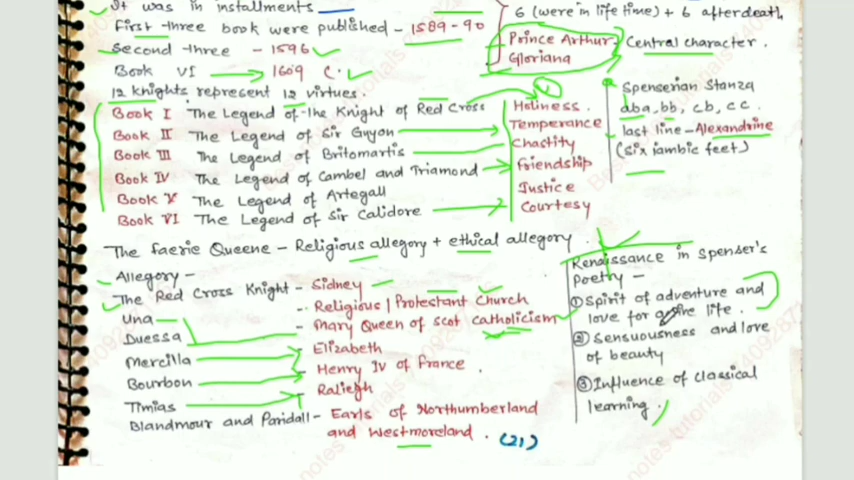 It was in installments
First three book were published - 1589-90
Second three - 1596
Book VI → 1609
12 knights represent 12 virtues.
6 (were in life time) + 6 after death
Prince Arthur - Central character.
Gloriana
Book I The Legend of the Knight of Red Cross Holiness.
Book II The Legend of Sir Guyon Temperance
Book III The Legend of Britomartis Chastity
Book IV The Legend of Cambel and Triamond Friendship
Book V The Legend of Artegall Justice
Book VI The Legend of Sir Calidore Courtesy
Spenserian Stanza
aba, bb, cb, cc.
last line - Alexandrine
(six iambic feet)
The Faerie Queene - Religious allegory + ethical allegory
Allegory -
The Red Cross Knight - Sidney
Una - Religious | Protestant Church
Duessa - Mary Queen of scot catholicism
Mercilla - Elizabeth
Bourbon - Henry IV of France.
Timias - Raliegh
Blandmour and Paridall - Earls of Northumberland
and Westmoreland. (21)
Renaissance in Spenser's
Poetry -
① Spirit of adventure and
love for the life.
② Sensuousness and love
of beauty
③ Influence of classical
learning